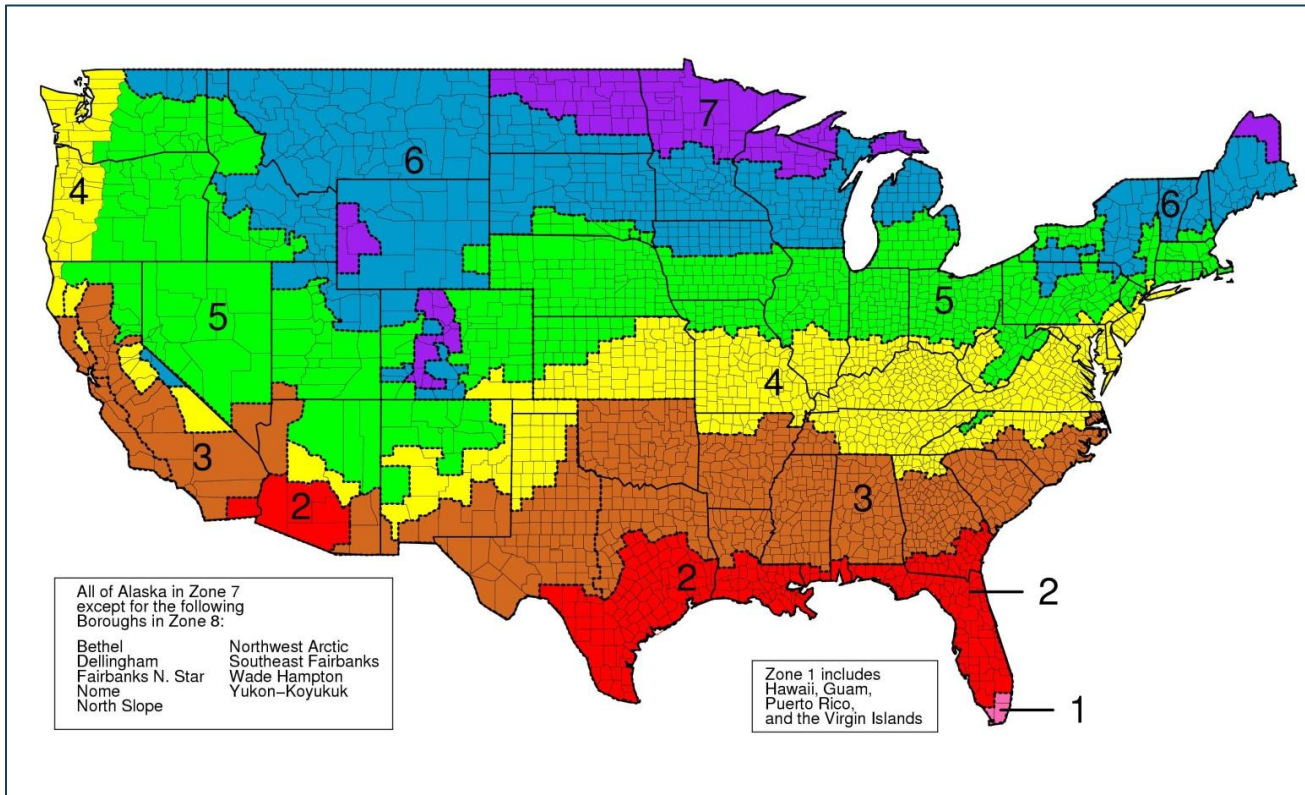 7
6
4
6
5
5
4
3
3
2
2
2
1
All of Alaska in Zone 7
except for the following
Boroughs in Zone 8:
Bethel Northwest Arctic
Dellingham Southeast Fairbanks
Fairbanks N. Star Wade Hampton
Nome Yukon-Koyukuk
North Slope
Zone 1 includes
Hawaii, Guam,
Puerto Rico,
and the Virgin Islands